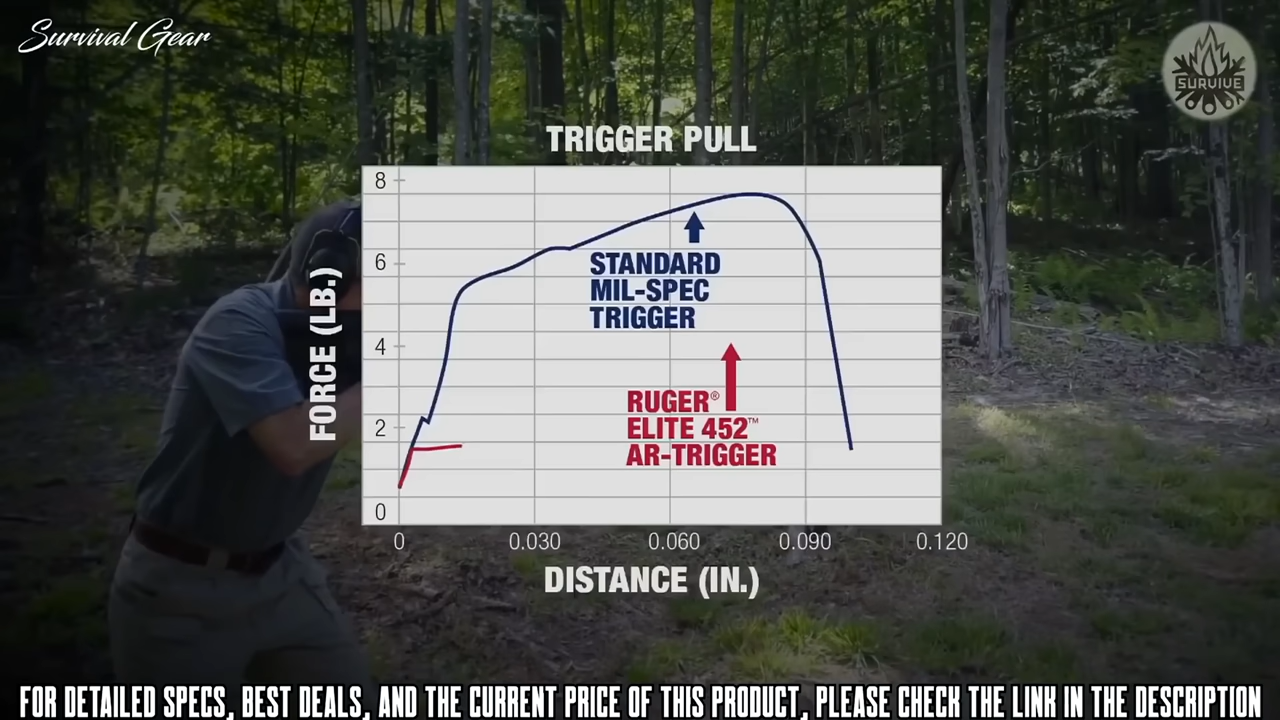 Survival Gear
SURVIVE
TRIGGER PULL
8
6
4
2
0
FORCE (LB.)
STANDARD
MIL-SPEC
TRIGGER
RUGER®
ELITE 452™
AR-TRIGGER
0 0.030 0.060 0.090 0.120
DISTANCE (IN.)
FOR DETAILED SPECS, BEST DEALS, AND THE CURRENT PRICE OF THIS PRODUCT, PLEASE CHECK THE LINK IN THE DESCRIPTION